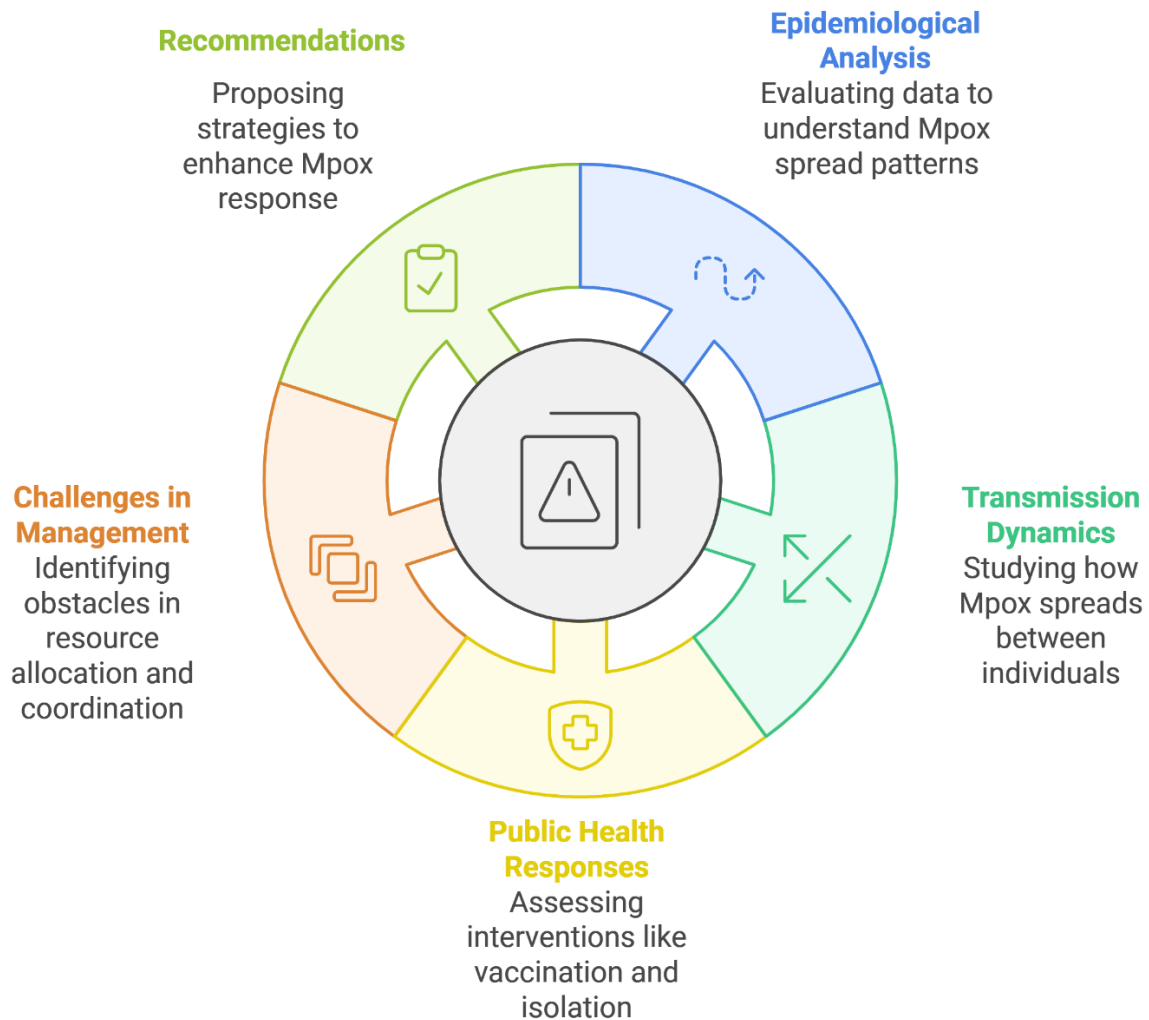 Recommendations
Proposing
strategies to
enhance Mpox
response
Epidemiological
Analysis
Evaluating data to
understand Mpox
spread patterns
Transmission
Dynamics
Studying how
Mpox spreads
between
individuals
Public Health
Responses
Assessing
interventions like
vaccination and
isolation
Challenges in
Management
Identifying
obstacles in
resource
allocation and
coordination